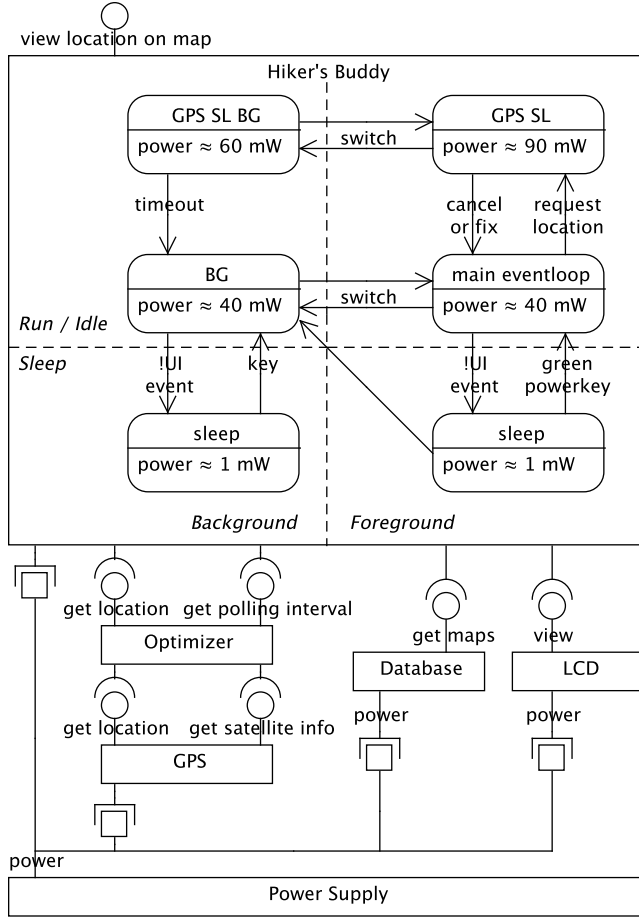 view location on map
Hiker's Buddy
GPS SL BG
power ≈ 60 mW
GPS SL
power ≈ 90 mW
switch
timeout
cancel
or fix
request
location
BG
power ≈ 40 mW
main eventloop
power ≈ 40 mW
switch
Run / Idle
Sleep
!UI
event
key
!UI
event
green
powerkey
sleep
power ≈ 1 mW
sleep
power ≈ 1 mW
Background
Foreground
get location
get polling interval
Optimizer
get maps
view
Database
LCD
get location
get satellite info
power
power
GPS
power
Power Supply